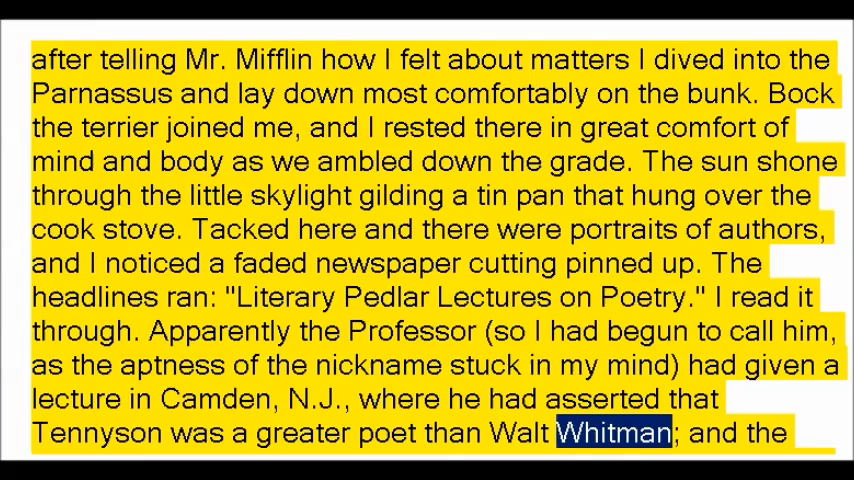 after telling Mr. Mifflin how I felt about matters I dived into the
Parnassus and lay down most comfortably on the bunk. Bock
the terrier joined me, and I rested there in great comfort of
mind and body as we ambled down the grade. The sun shone
through the little skylight gilding a tin pan that hung over the
cook stove. Tacked here and there were portraits of authors,
and I noticed a faded newspaper cutting pinned up. The
headlines ran: "Literary Pedlar Lectures on Poetry." I read it
through. Apparently the Professor (so I had begun to call him,
as the aptness of the nickname stuck in my mind) had given a
lecture in Camden, N.J., where he had asserted that
Tennyson was a greater poet than Walt Whitman; and the